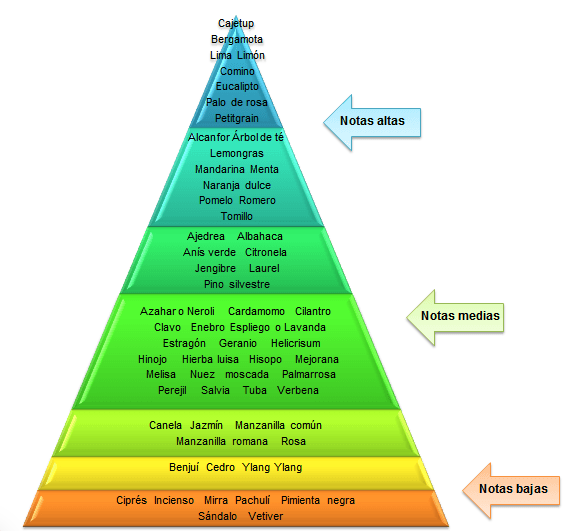 Cajetup
Bergamota
Lima Limón
Comino
Eucalipto
Palo de rosa
Petitgrain
Notas altas
Alcanfor Árbol de té
Lemongras
Mandarina Menta
Naranja dulce
Pomelo Romero
Tomillo
Ajedrea Albahaca
Anís verde Citronela
Jengibre Laurel
Pino silvestre
Azahar o Neroli Cardamomo Cilantro
Clavo Enebro Espliego o Lavanda
Notas medias
Estragón Geranio Helicrisum
Hinojo Hierba luisa Hisopo Mejorana
Melisa Nuez moscada Palmarrosa
Perejil Salvia Tuba Verbena
Canela Jazmín Manzanilla común
Manzanilla romana Rosa
Benjuí Cedro Ylang Ylang
Notas bajas
Ciprés Incienso Mirra Pachulí Pimienta negra
Sándalo Vetiver